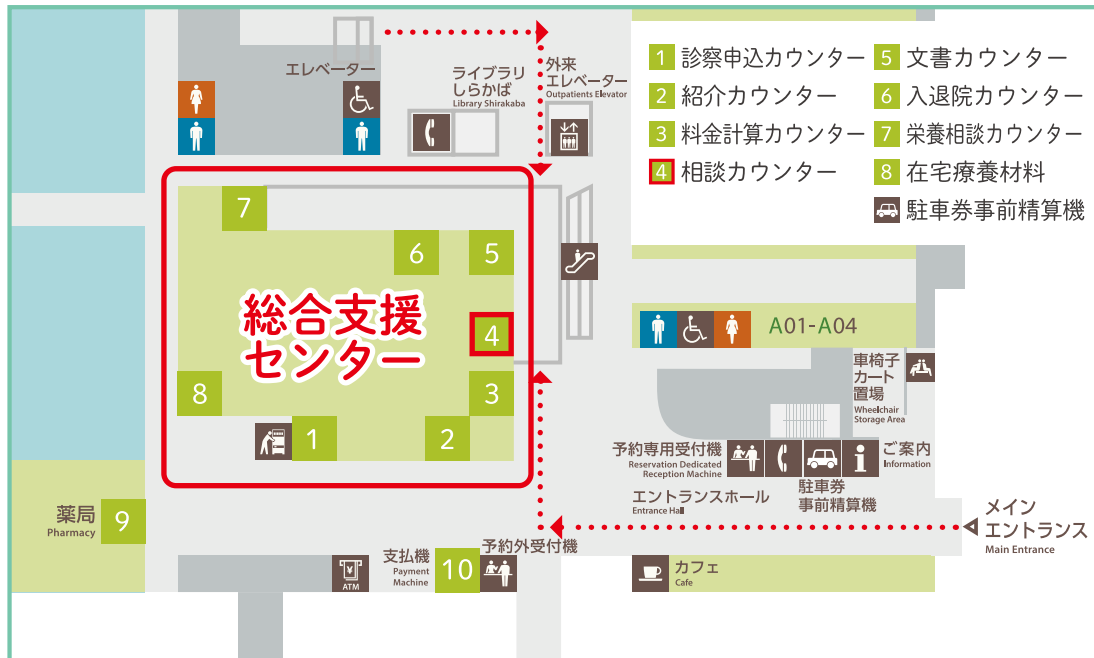 エレベーター
ライブラリ
しらかば
Library Shirakaba
外来
エレベーター
Outpatients Elevator
1 診察申込カウンター
2 紹介カウンター
3 料金計算カウンター
4 相談カウンター
5 文書カウンター
6 入退院カウンター
7 栄養相談カウンター
8 在宅療養材料
駐車券事前精算機
7
6
5
総合支援
センター
4
8
3
1
2
A01-A04
車椅子
カート
置場
Wheelchair
Storage Area
予約専用受付機
Reservation Dedicated
Reception Machine
i
ご案内
Information
駐車券
事前精算機
エントランスホール
Entrance Hall
メイン
エントランス
Main Entrance
薬局
Pharmacy
9
¥
ATM
支払機
Payment
Machine
10
予約外受付機
カフェ
Cafe